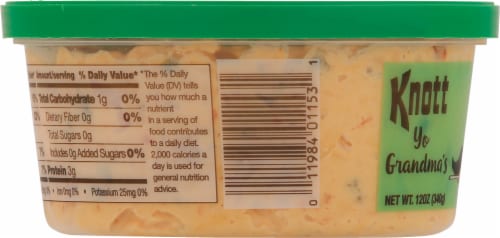 Amount/serving % Daily Value*
Total Carbohydrate 1g 0%
Dietary Fiber 0g 0%
Total Sugars 0g
Includes 0g Added Sugars 0%
Protein 3g
Iron 0mg 0% • Potassium 25mg 0%
*The % Daily
Value (DV) tells
you how much a
nutrient
in a serving of
food contributes
to a daily diet.
2,000 calories a
day is used for
general nutrition
advice.
0 11984 01153 1
Knott
Yo
Grandma's
NET WT. 12OZ (340g)